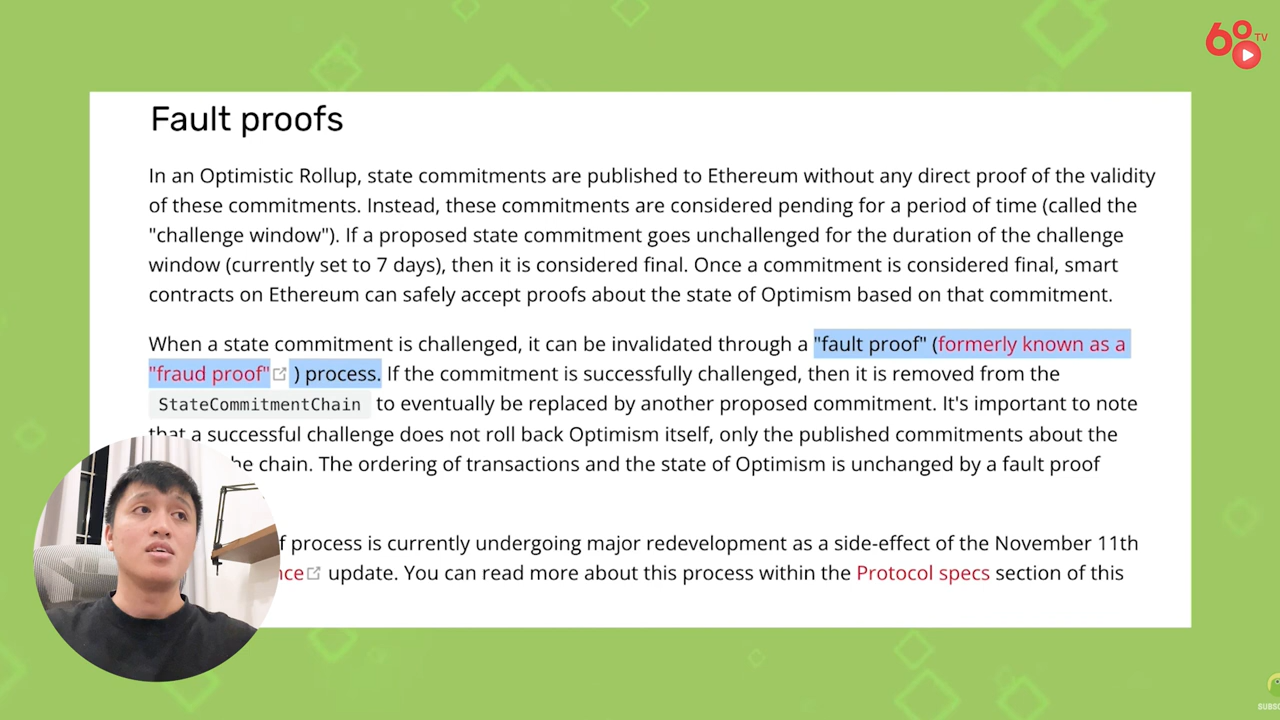 68
TV
Fault proofs
In an Optimistic Rollup, state commitments are published to Ethereum without any direct proof of the validity
of these commitments. Instead, these commitments are considered pending for a period of time (called the
"challenge window"). If a proposed state commitment goes unchallenged for the duration of the challenge
window (currently set to 7 days), then it is considered final. Once a commitment is considered final, smart
contracts on Ethereum can safely accept proofs about the state of Optimism based on that commitment.
When a state commitment is challenged, it can be invalidated through a "fault proof" (formerly known as a
"fraud proof" ) process. If the commitment is successfully challenged, then it is removed from the
StateCommitmentChain to eventually be replaced by another proposed commitment. It's important to note
that a successful challenge does not roll back Optimism itself, only the published commitments about the
he chain. The ordering of transactions and the state of Optimism is unchanged by a fault proof
f process is currently undergoing major redevelopment as a side-effect of the November 11th
nce update. You can read more about this process within the Protocol specs section of this